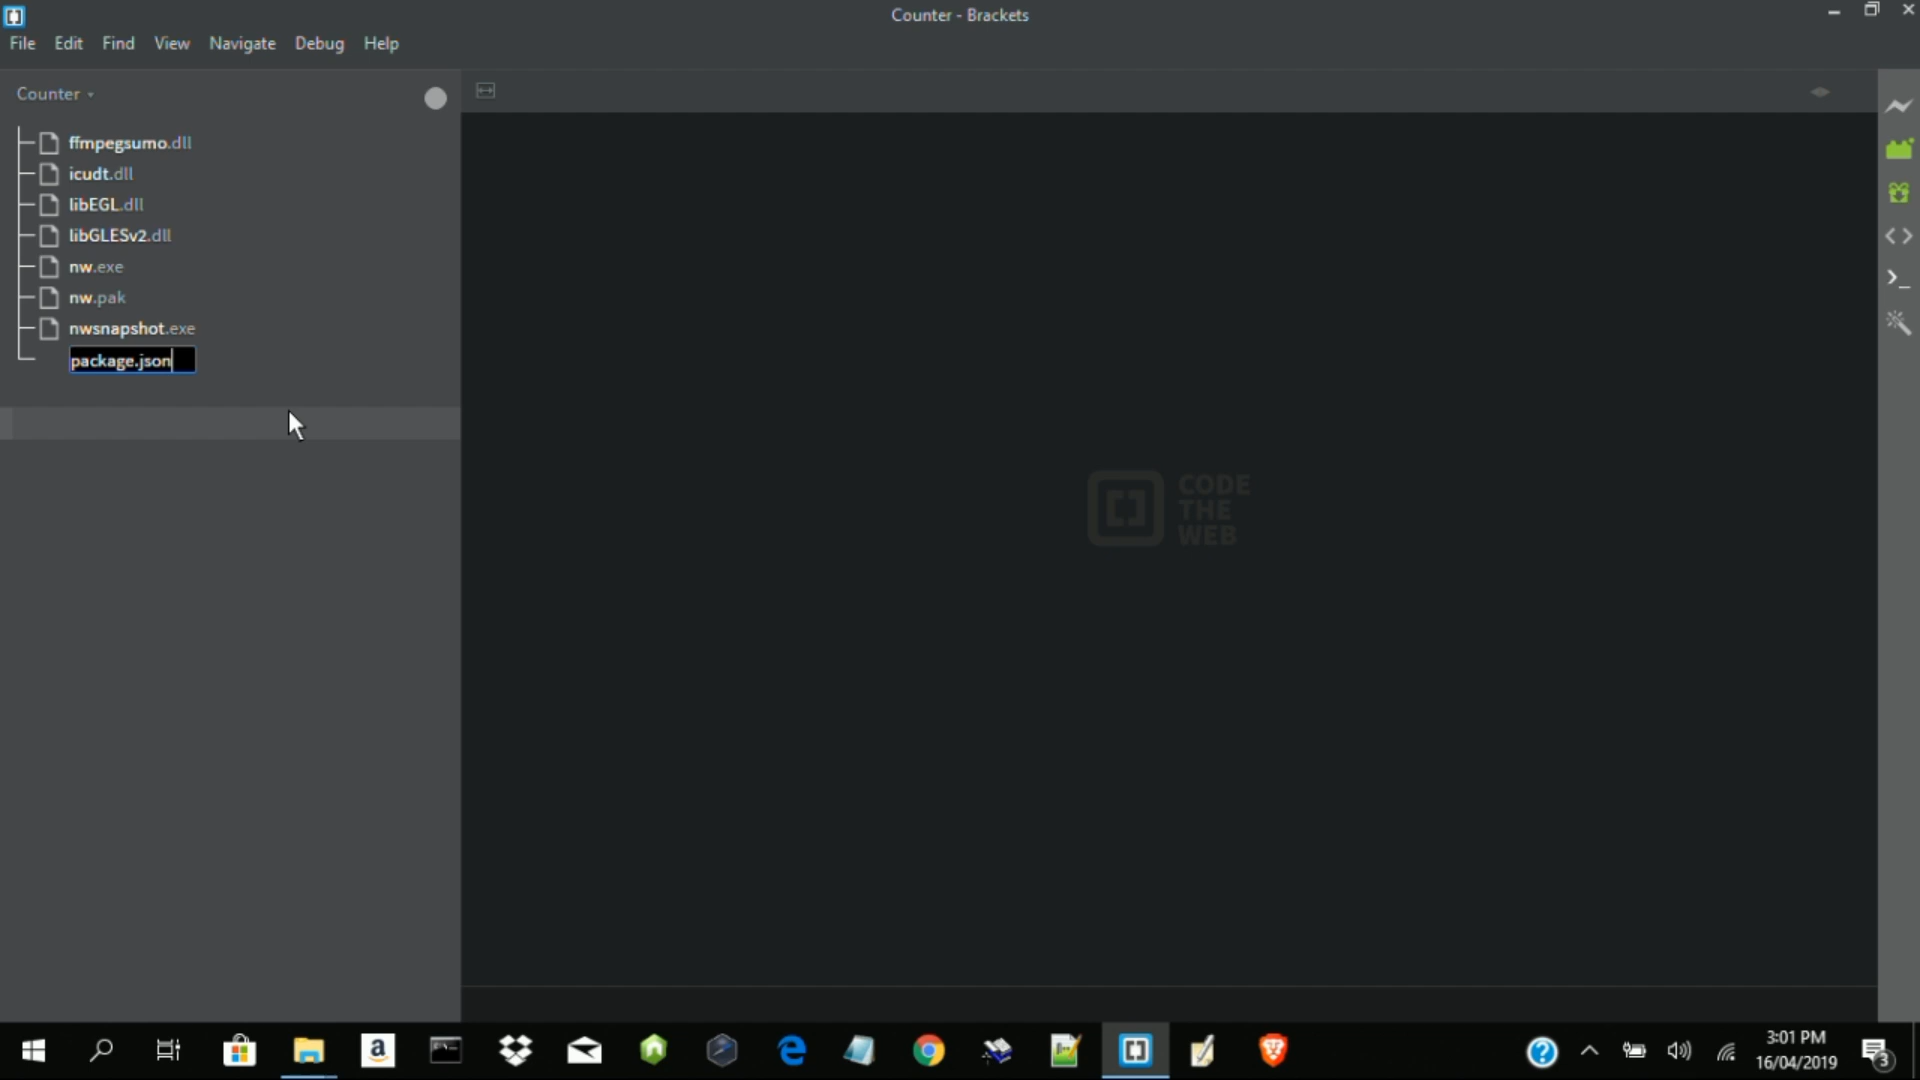 Counter - Brackets
File Edit Find View Navigate Debug Help
Counter
ffmpegsumo.dll
icudt.dll
libEGL.dll
libGLESv2.dll
nw.exe
nw.pak
nwsnapshot.exe
package.json
CODE
THE
WEB
3:01 PM
16/04/2019
3